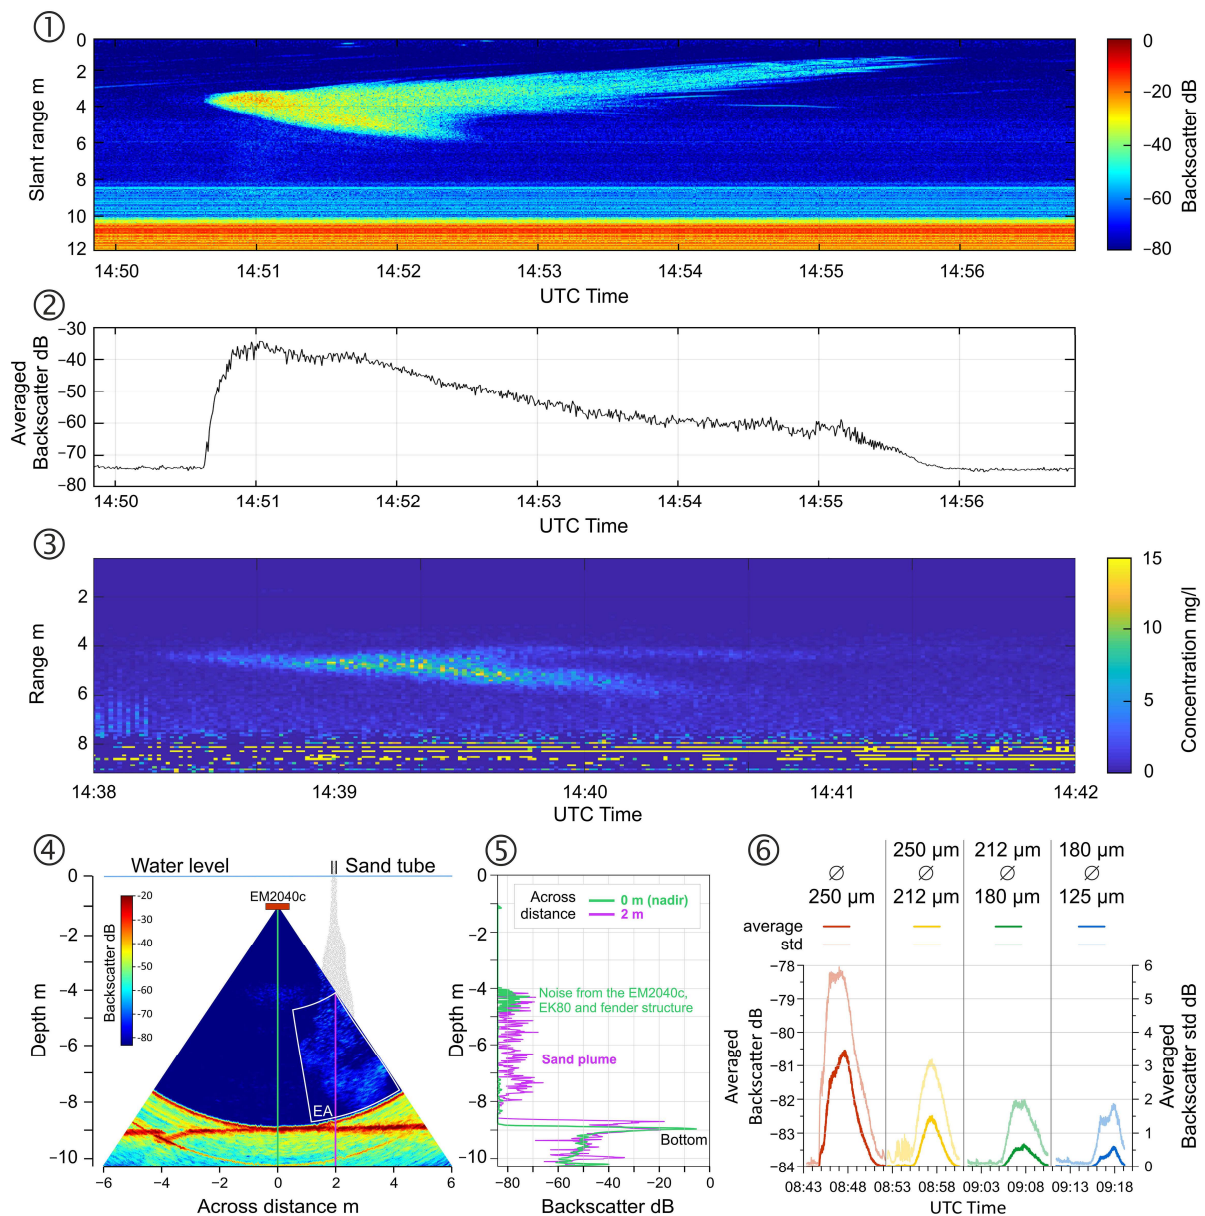 ①
0
2
4
6
8
10
12
Slant range m
14:50 14:51 14:52 14:53 14:54 14:55 14:56
UTC Time
0
−20
−40
−60
−80
Backscatter dB
②
−30
−40
−50
−60
−70
−80
Averaged
Backscatter dB
14:50 14:51 14:52 14:53 14:54 14:55 14:56
UTC Time
③
2
4
6
8
Range m
14:38 14:39 14:40 14:41 14:42
UTC Time
15
10
5
0
Concentration mg/l
④
Water level
Sand tube
EM2040c
0
−2
−4
−6
−8
−10
Depth m
-20
-30
-40
-50
-60
-70
-80
Backscatter dB
EA
−6 −4 −2 0 2 4 6
Across distance m
⑤
0
−2
−4
−6
−8
−10
Depth m
Across
distance
0 m (nadir)
2 m
Noise from the EM2040c,
EK80 and fender structure
Sand plume
Bottom
−80 −60 −40 −20 0
Backscatter dB
⑥
250 µm 212 µm 180 µm
∅ ∅ ∅ ∅
250 µm 212 µm 180 µm 125 µm
average
std
−78
−79
−80
−81
−82
−83
−84
Averaged
Backscatter dB
6
5
4
3
2
1
0
Averaged
Backscatter std dB
08:43 08:48 08:53 08:58 09:03 09:08 09:13 09:18
UTC Time